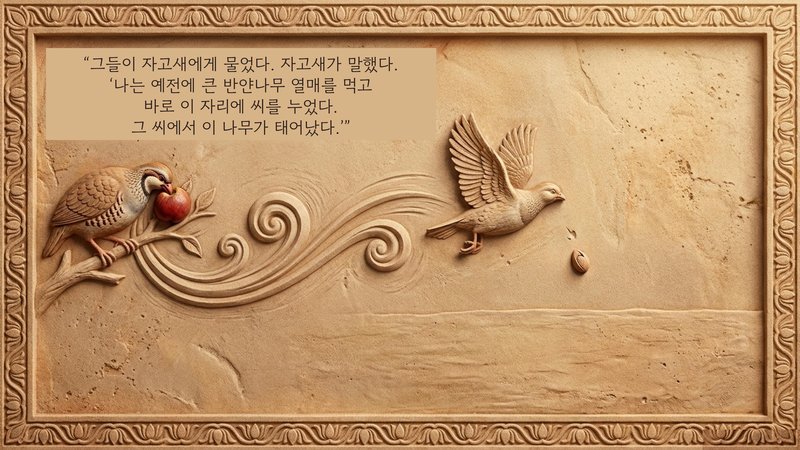 “그들이 자고새에게 물었다. 자고새가 말했다.
‘나는 예전에 큰 반얀나무 열매를 먹고
바로 이 자리에 씨를 누었다.
그 씨에서 이 나무가 태어났다.’”